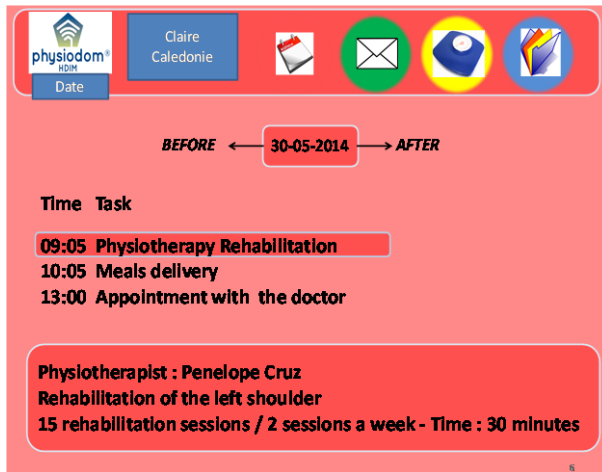 physiodom®
HDIM
Date
Claire
Caledonie
BEFORE
30-05-2014
AFTER
Time Task
09:05 Physiotherapy Rehabilitation
10:05 Meals delivery
13:00 Appointment with the doctor
Physiotherapist : Penelope Cruz
Rehabilitation of the left shoulder
15 rehabilitation sessions / 2 sessions a week - Time : 30 minutes
6